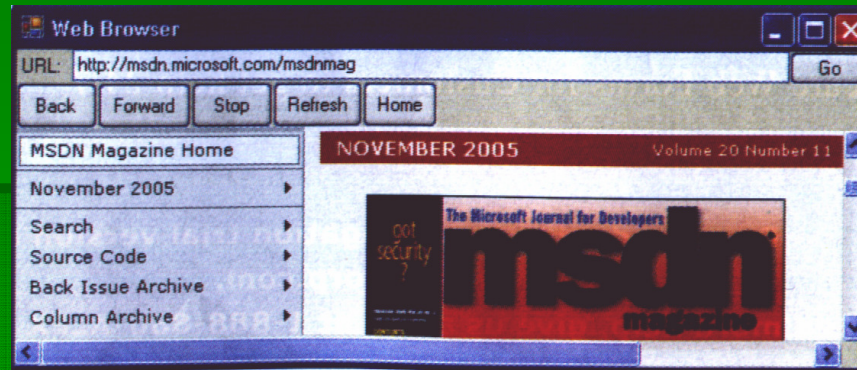 Web Browser
URL: http://msdn.microsoft.com/msdnmag Go
Back Forward Stop Refresh Home
MSDN Magazine Home
November 2005
Search
Source Code
Back Issue Archive
Column Archive
NOVEMBER 2005 Volume 20 Number 11
got
security
?
The Microsoft Journal for Developers
msdn
magazine